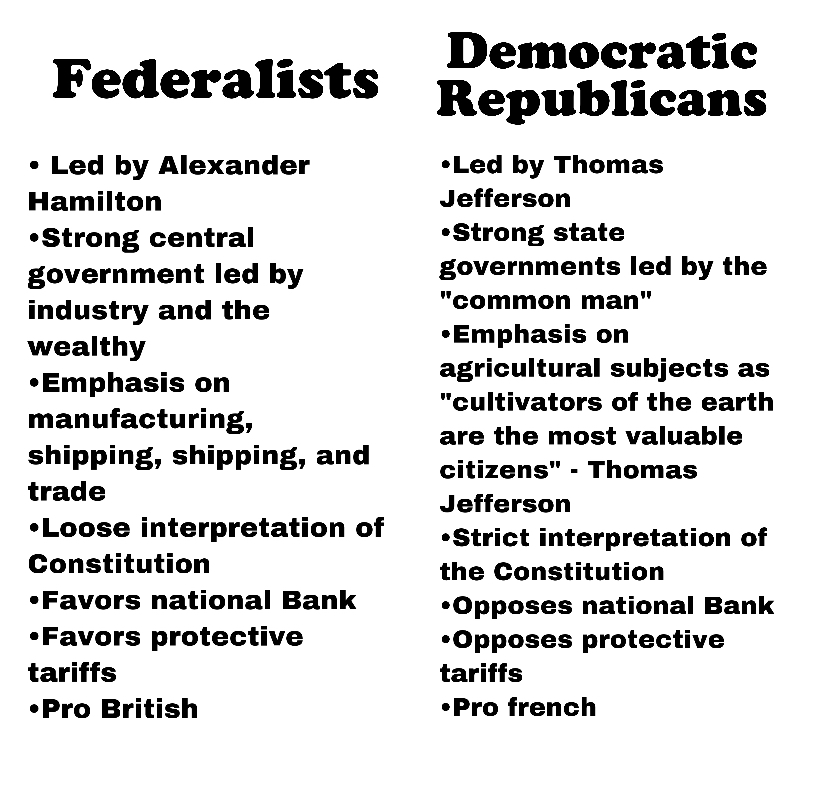 Federalists
• Led by Alexander
Hamilton
•Strong central
government led by
industry and the
wealthy
•Emphasis on
manufacturing,
shipping, shipping, and
trade
•Loose interpretation of
Constitution
•Favors national Bank
•Favors protective
tariffs
•Pro British
Democratic
Republicans
•Led by Thomas
Jefferson
•Strong state
governments led by the
"common man"
•Emphasis on
agricultural subjects as
"cultivators of the earth
are the most valuable
citizens" - Thomas
Jefferson
•Strict interpretation of
the Constitution
•Opposes national Bank
•Opposes protective
tariffs
•Pro french